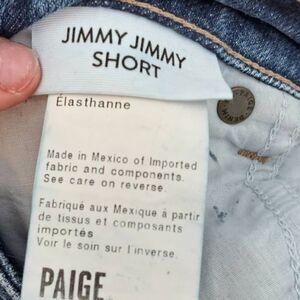 JIMMY JIMMY
SHORT
Élasthanne
Made in Mexico of Imported
fabric and components.
See care on reverse.
Fabriqué aux Mexique à partir
de tissus et composants
importés
Voir le soin sur l'inverse.
PAIGE